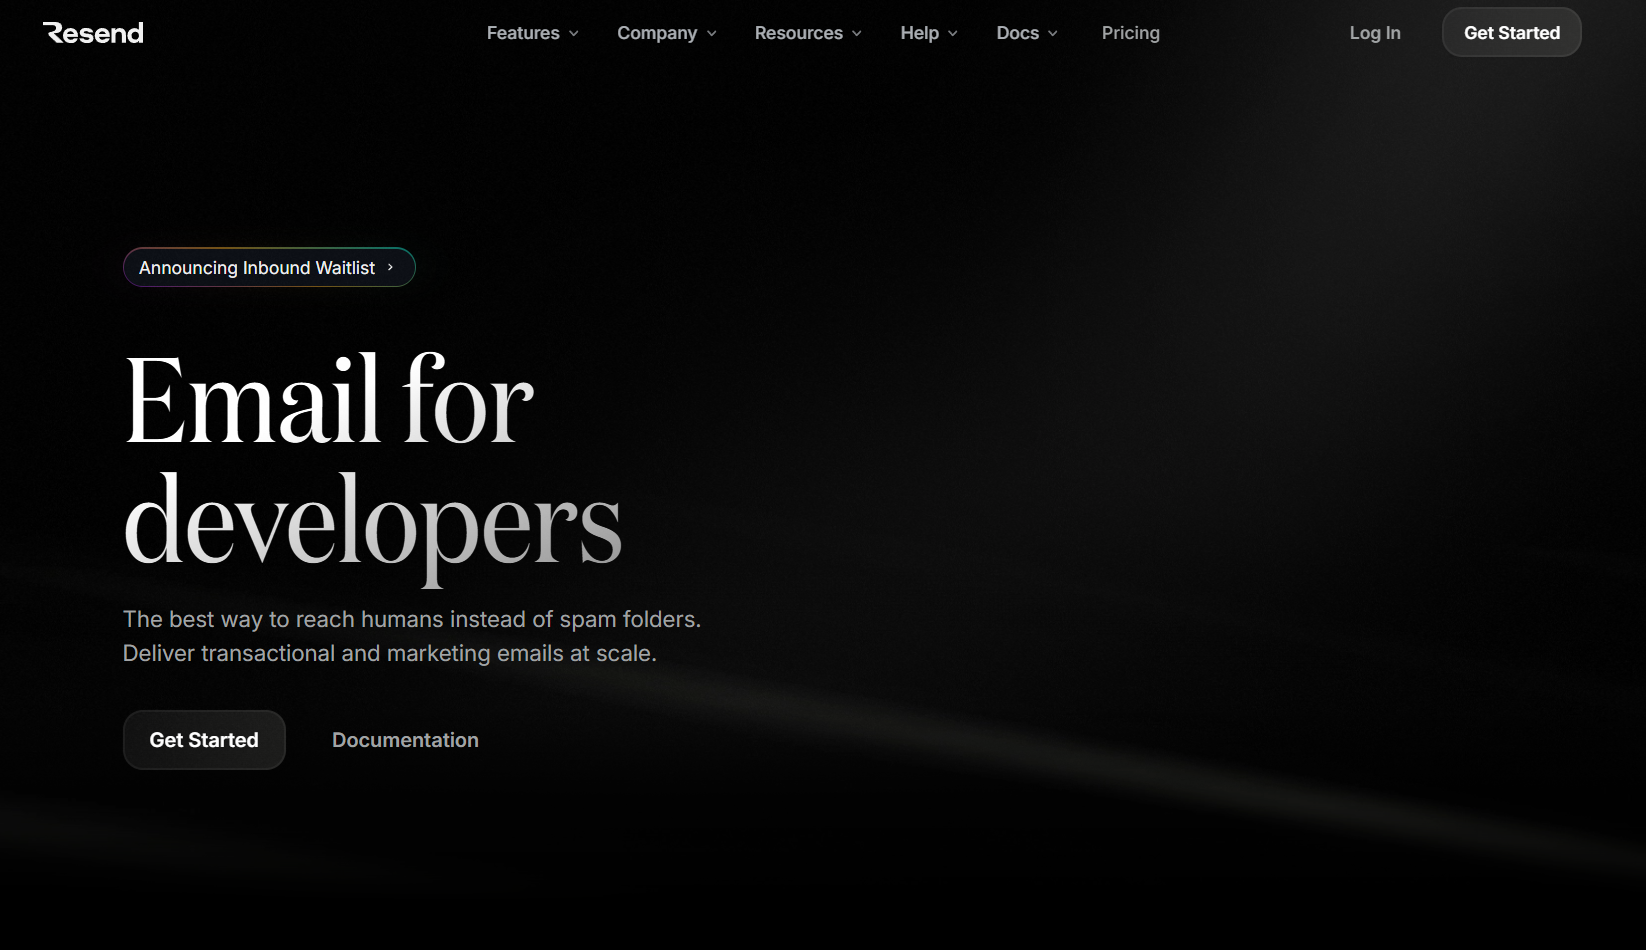 Resend
Features
Company
Resources
Help
Docs
Pricing
Log In
Get Started
Announcing Inbound Waitlist
Email for
developers
The best way to reach humans instead of spam folders.
Deliver transactional and marketing emails at scale.
Get Started
Documentation